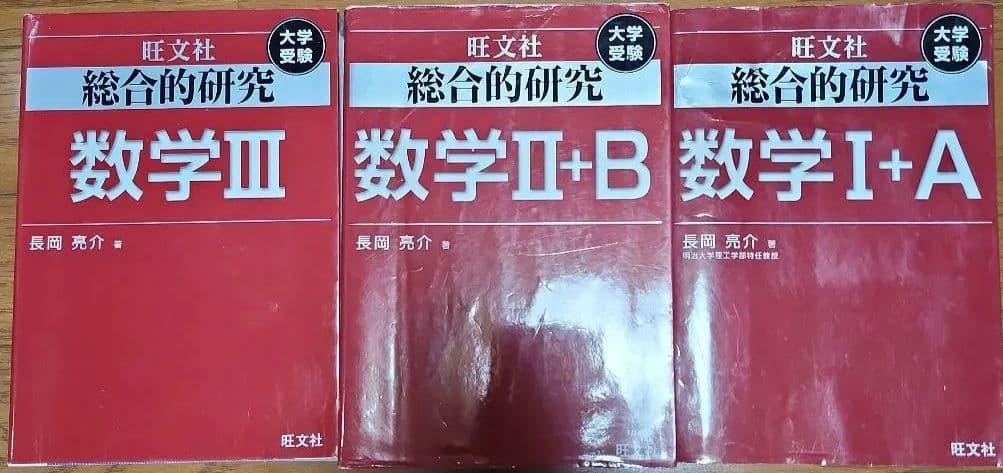 旺文社
大学
受験
総合的研究
数学Ⅲ
長岡 亮介 著
旺文社
旺文社
大学
受験
総合的研究
数学Ⅱ+B
長岡 亮介 著
旺文社
旺文社
大学
受験
総合的研究
数学Ⅰ+A
長岡 亮介 著
明治大学理工学部特任教授
旺文社